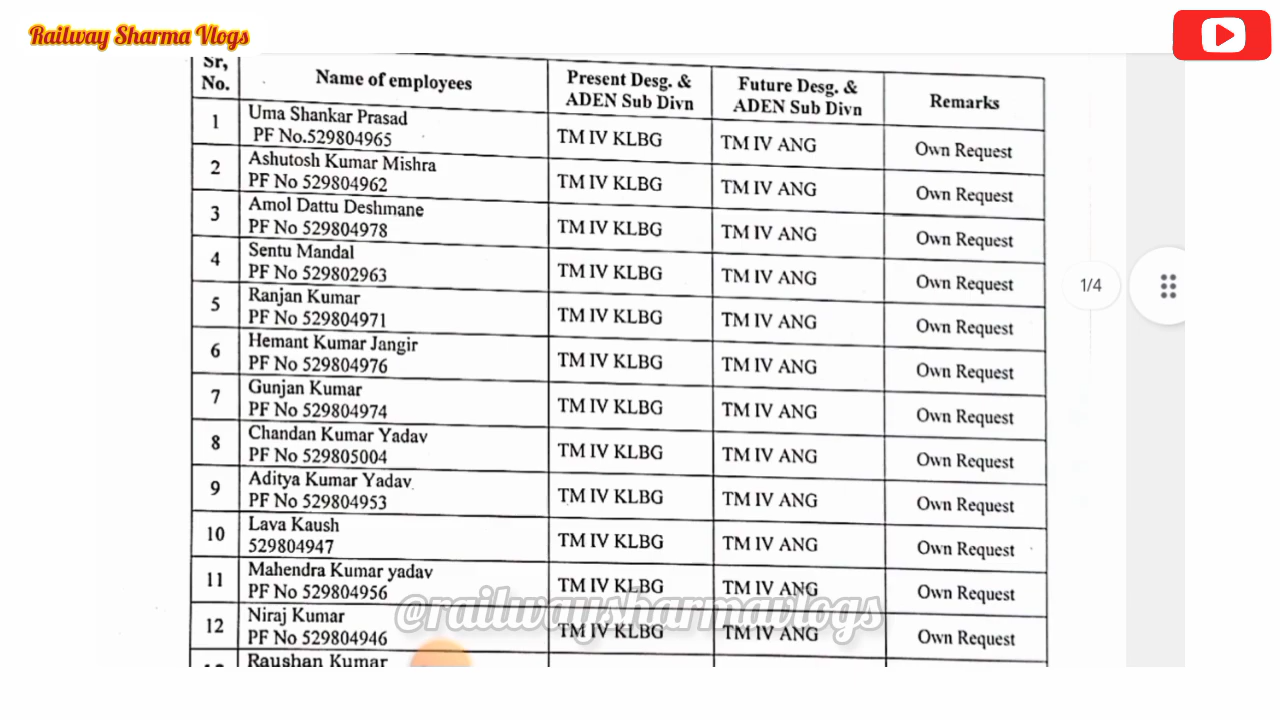 Railway Sharma Vlogs
Sr, No. Name of employees Present Desg. & ADEN Sub Divn Future Desg. & ADEN Sub Divn Remarks
1 Uma Shankar Prasad PF No.529804965 TM IV KLBG TM IV ANG Own Request
2 Ashutosh Kumar Mishra PF No 529804962 TM IV KLBG TM IV ANG Own Request
3 Amol Dattu Deshmane PF No 529804978 TM IV KLBG TM IV ANG Own Request
4 Sentu Mandal PF No 529802963 TM IV KLBG TM IV ANG Own Request
5 Ranjan Kumar PF No 529804971 TM IV KLBG TM IV ANG Own Request
6 Hemant Kumar Jangir PF No 529804976 TM IV KLBG TM IV ANG Own Request
7 Gunjan Kumar PF No 529804974 TM IV KLBG TM IV ANG Own Request
8 Chandan Kumar Yadav PF No 529805004 TM IV KLBG TM IV ANG Own Request
9 Aditya Kumar Yadav PF No 529804953 TM IV KLBG TM IV ANG Own Request
10 Lava Kaush 529804947 TM IV KLBG TM IV ANG Own Request
11 Mahendra Kumar yadav PF No 529804956 TM IV KLBG TM IV ANG Own Request
12 Niraj Kumar PF No 529804946 TM IV KLBG TM IV ANG Own Request
Raushan Kumar
1/4
@railwaysharmavlogs